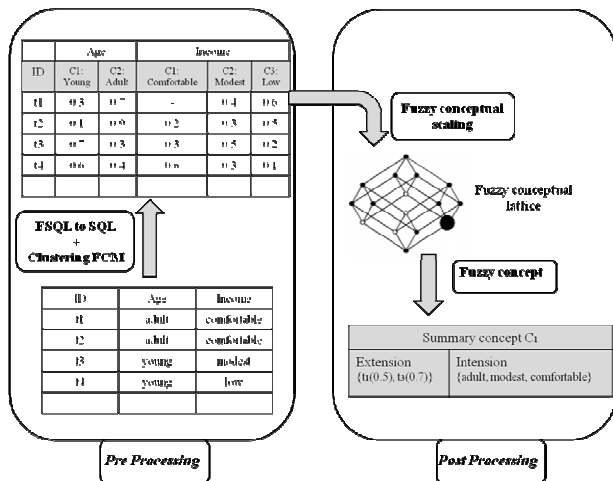 Age Income
ID C1: Young C2: Adult C1: Comfortable C2: Modest C3: Low
t1 0.3 0.7 - 0.4 0.6
t2 0.1 0.9 0.2 0.3 0.5
t3 0.7 0.3 0.3 0.5 0.2
t4 0.6 0.4 0.6 0.3 0.1
FSQL to SQL
+
Clustering FCM
ID Age Income
t1 adult comfortable
t2 adult comfortable
t3 young modest
t4 young low
Pre Processing
Fuzzy conceptual
scaling
Fuzzy conceptual
lattice
Fuzzy concept
Summary concept C1
Extension Intension
{t1(0.5), t3(0.7)} {adult, modest, comfortable}
Post Processing